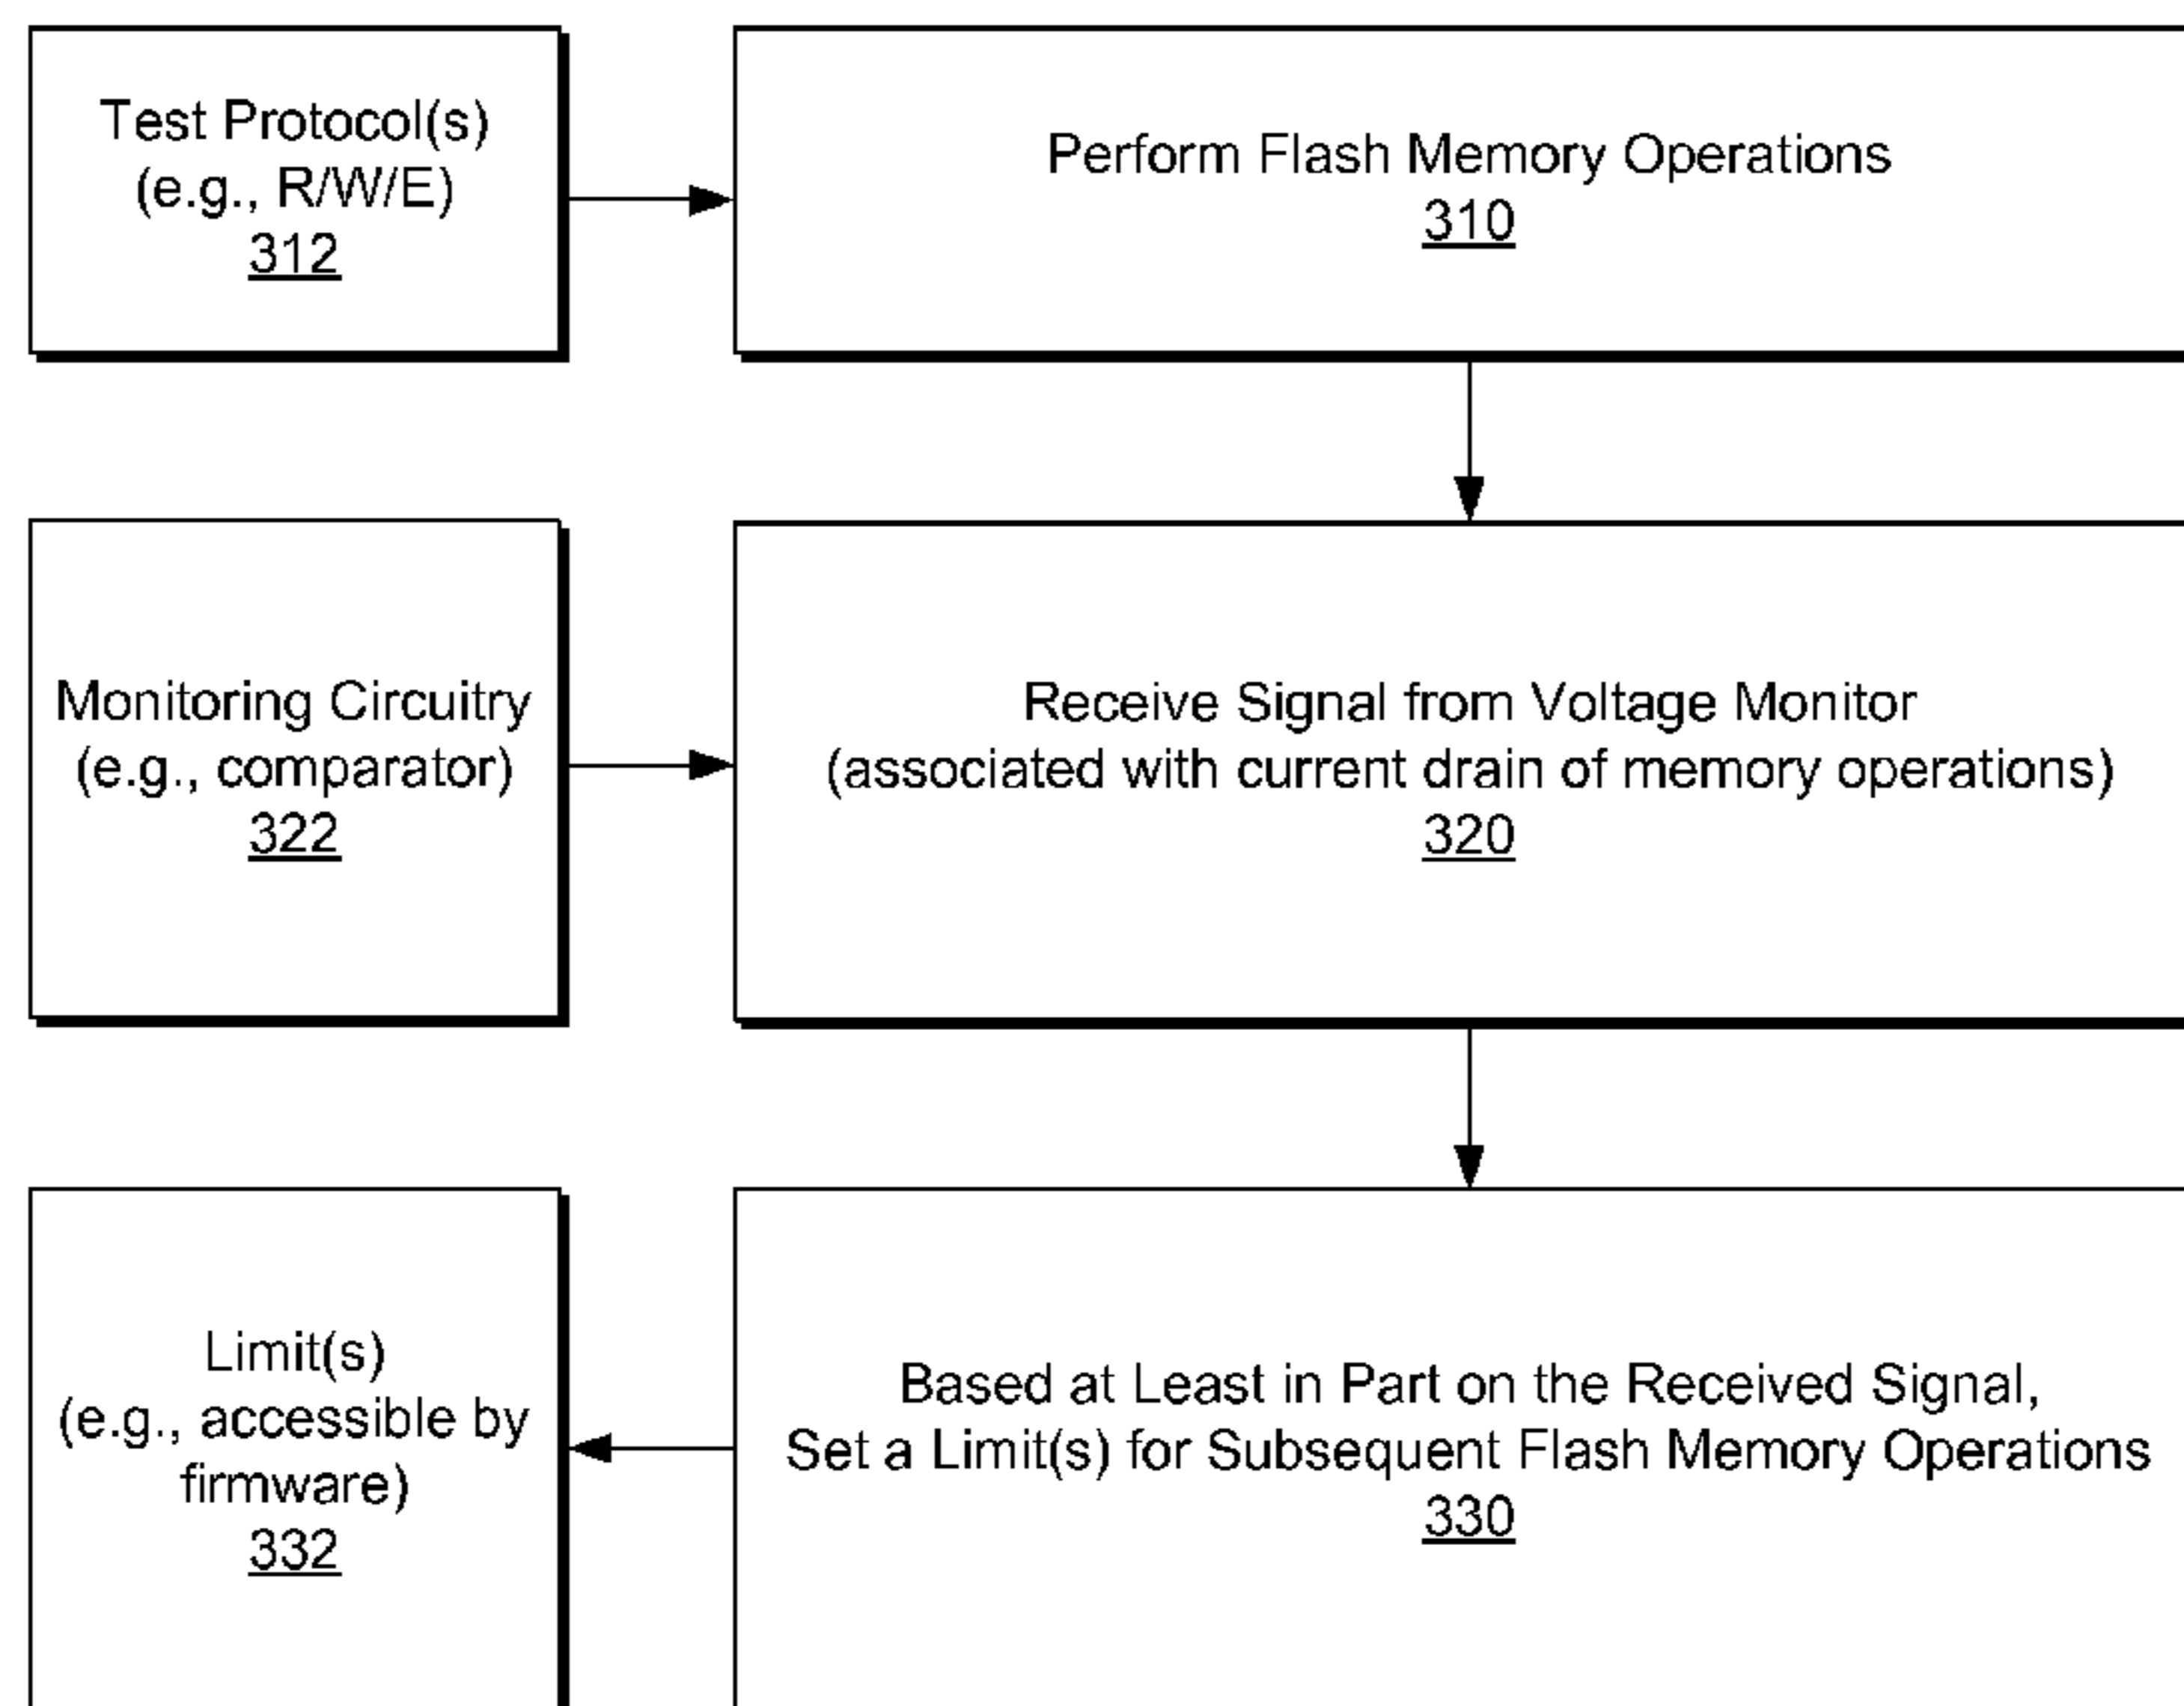 Test Protocol(s)
(e.g., R/W/E)
312
Perform Flash Memory Operations
310
Monitoring Circuitry
(e.g., comparator)
322
Receive Signal from Voltage Monitor
(associated with current drain of memory operations)
320
Limit(s)
(e.g., accessible by
firmware)
332
Based at Least in Part on the Received Signal,
Set a Limit(s) for Subsequent Flash Memory Operations
330